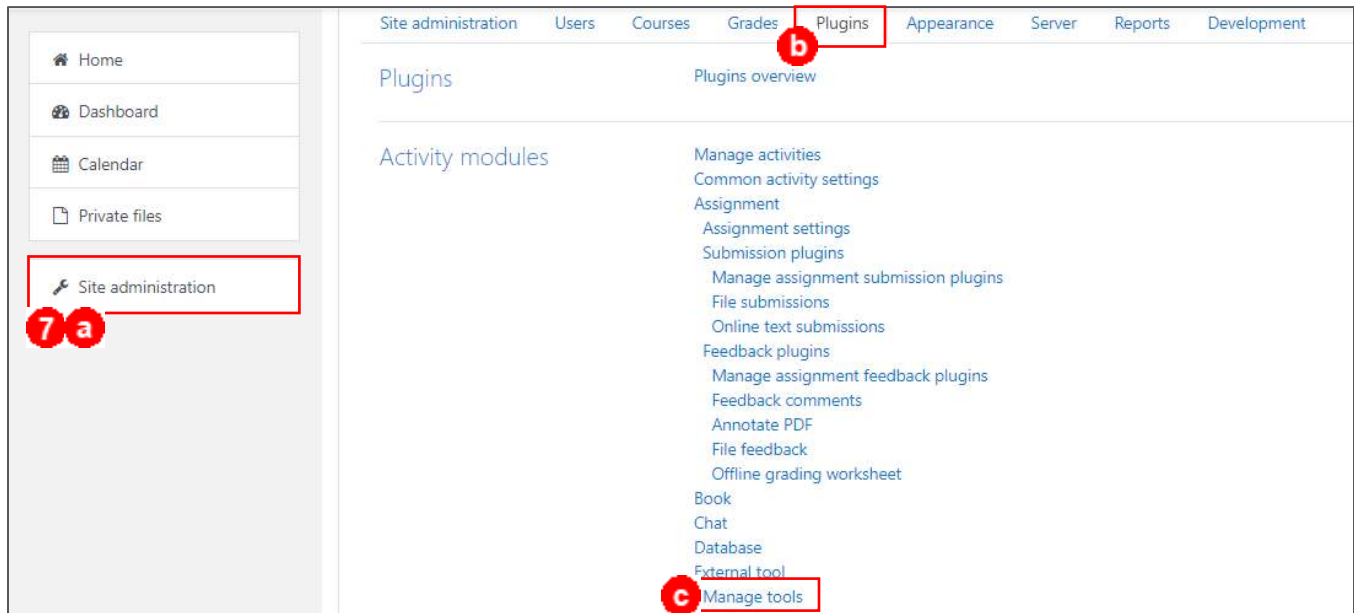 Site administration Users Courses Grades Plugins Appearance Server Reports Development
b
Home
Dashboard
Calendar
Private files
Site administration
7 a
Plugins
Plugins overview
Activity modules
Manage activities
Common activity settings
Assignment
Assignment settings
Submission plugins
Manage assignment submission plugins
File submissions
Online text submissions
Feedback plugins
Manage assignment feedback plugins
Feedback comments
Annotate PDF
File feedback
Offline grading worksheet
Book
Chat
Database
External tool
c Manage tools